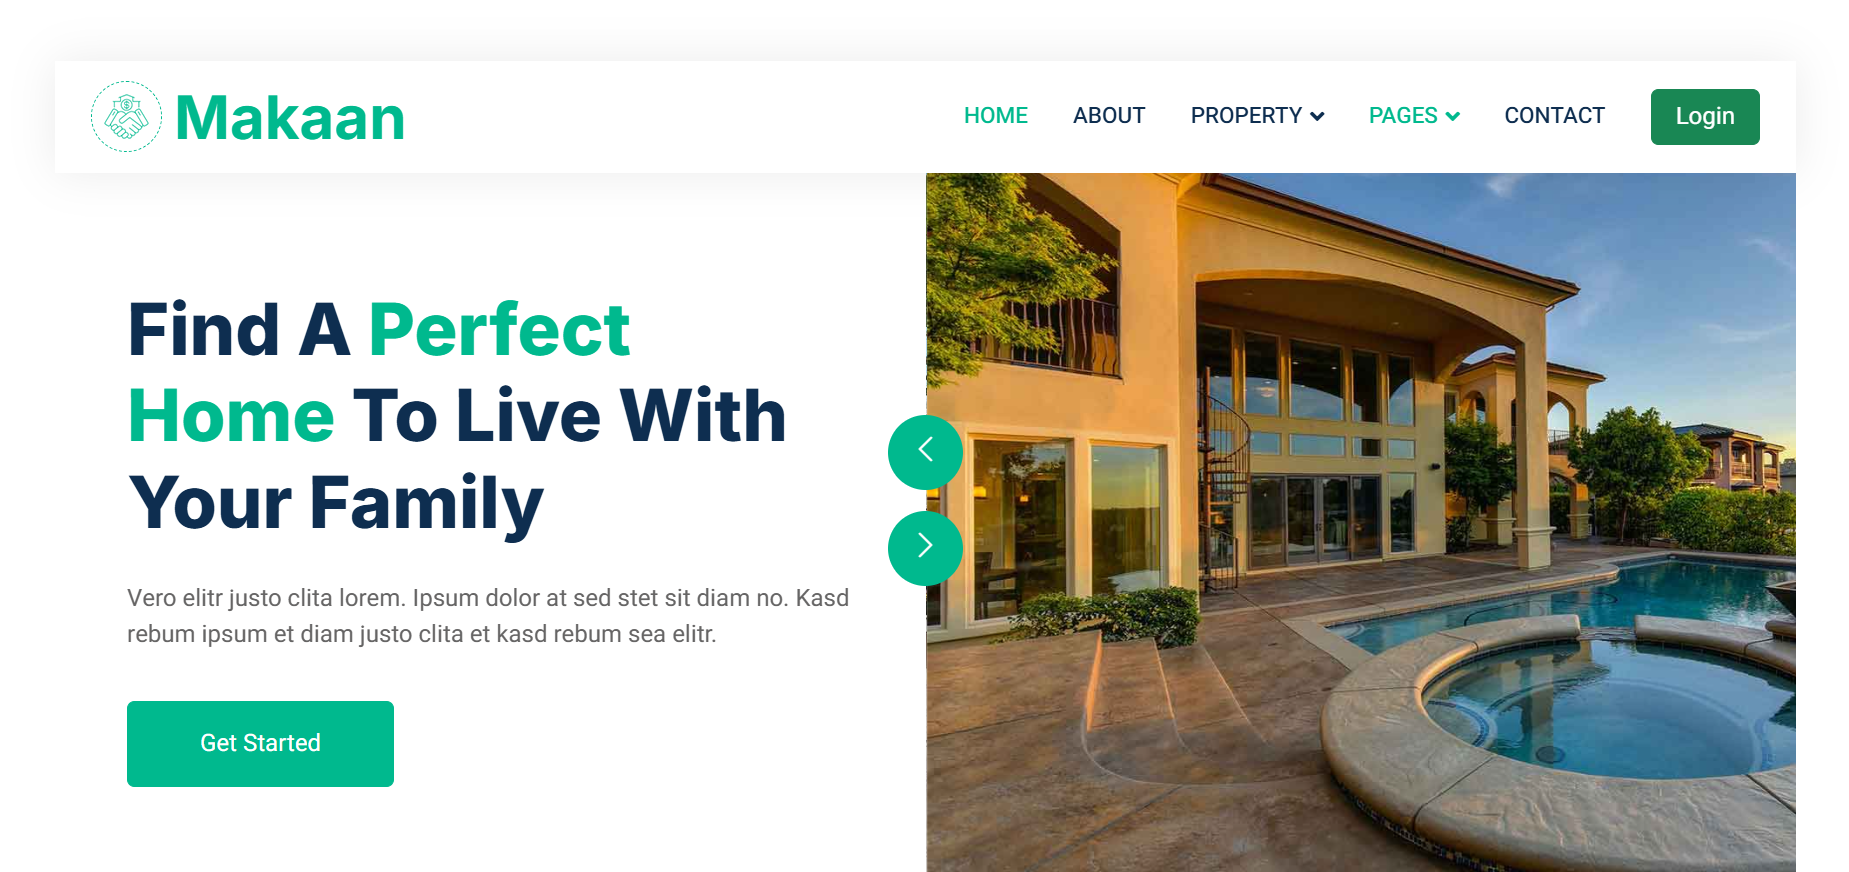 Makaan
HOME ABOUT PROPERTY PAGES CONTACT Login
Find A Perfect
Home To Live With
Your Family
Vero elitr justo clita lorem. Ipsum dolor at sed stet sit diam no. Kasd
rebum ipsum et diam justo clita et kasd rebum sea elitr.
Get Started